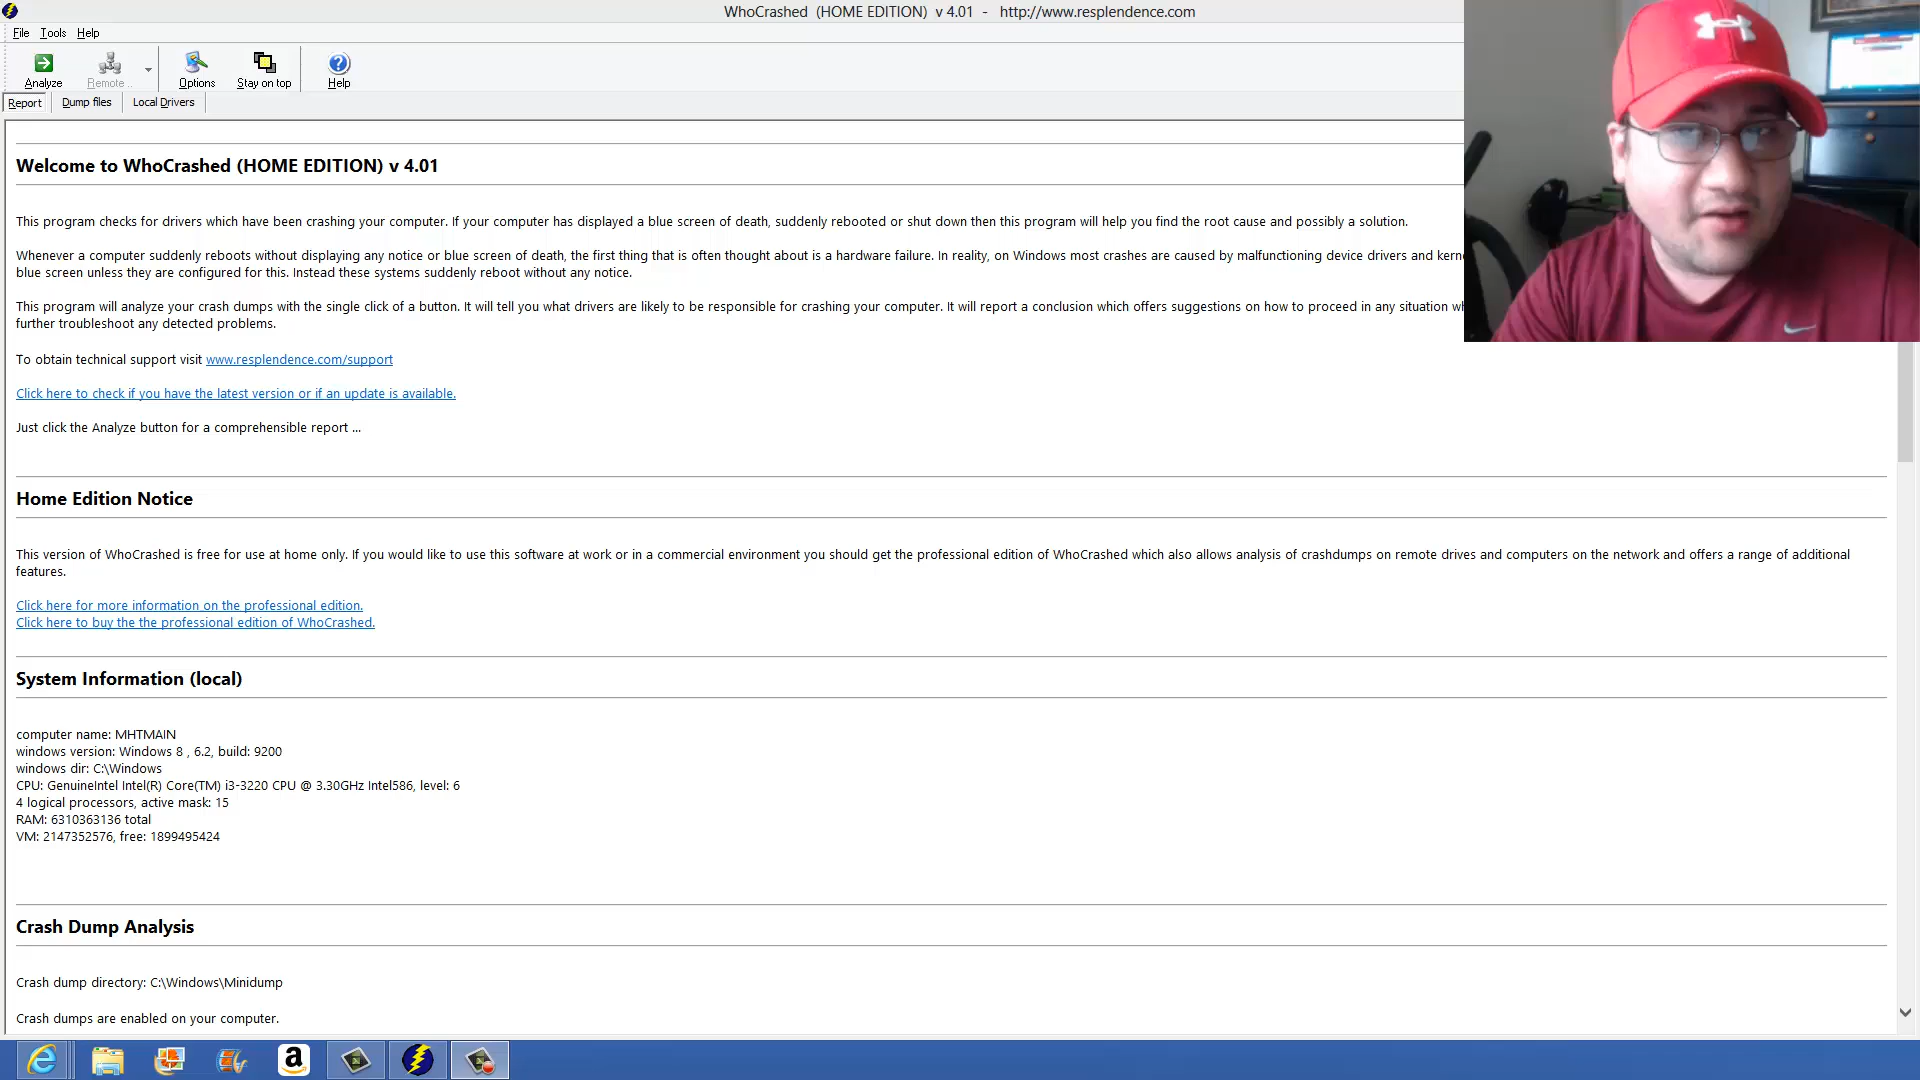 WhoCrashed (HOME EDITION) v 4.01 - http://www.resplendence.com
File Tools Help
Analyze Remote... Options Stay on top Help
Report Dump files Local Drivers
Welcome to WhoCrashed (HOME EDITION) v 4.01
This program checks for drivers which have been crashing your computer. If your computer has displayed a blue screen of death, suddenly rebooted or shut down then this program will help you find the root cause and possibly a solution.
Whenever a computer suddenly reboots without displaying any notice or blue screen of death, the first thing that is often thought about is a hardware failure. In reality, on Windows most crashes are caused by malfunctioning device drivers and
blue screen unless they are configured for this. Instead these systems suddenly reboot without any notice.
This program will analyze your crash dumps with the single click of a button. It will tell you what drivers are likely to be responsible for crashing your computer. It will report a conclusion which offers suggestions on how to proceed in any situation
further troubleshoot any detected problems.
To obtain technical support visit www.resplendence.com/support
Click here to check if you have the latest version or if an update is available.
Just click the Analyze button for a comprehensible report ...
Home Edition Notice
This version of WhoCrashed is free for use at home only. If you would like to use this software at work or in a commercial environment you should get the professional edition of WhoCrashed which also allows analysis of crashdumps on remote drives and computers on the network and offers a range of additional
features.
Click here for more information on the professional edition.
Click here to buy the the professional edition of WhoCrashed.
System Information (local)
computer name: MHTMAIN
windows version: Windows 8 , 6.2, build: 9200
windows dir: C:\Windows
CPU: GenuineIntel Intel(R) Core(TM) i3-3220 CPU @ 3.30GHz Intel586, level: 6
4 logical processors, active mask: 15
RAM: 6310363136 total
VM: 2147352576, free: 1899495424
Crash Dump Analysis
Crash dump directory: C:\Windows\Minidump
Crash dumps are enabled on your computer.